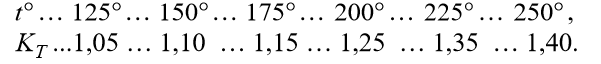 t°… 125°… 150°… 175°… 200°… 225°… 250°,
K_T …1,05 … 1,10 … 1,15 … 1,25 … 1,35 … 1,40.